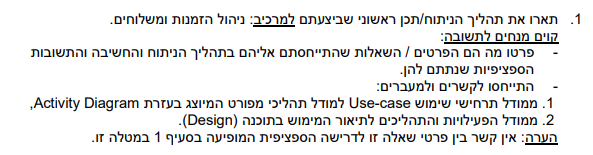 1. תארו את תהליך הניתוח/תכן ראשוני שביצעתם למרכיב: ניהול הזמנות ומשלוחים.
קוים מנחים לתשובה:
- פרטו מה הם הפרטים / השאלות שהתייחסתם אליהם בתהליך הניתוח והחשיבה והתשובות
הספציפיות שנתתם להן.
- התייחסו לקשרים ולמעברים:
1. ממודל תרחישי שימוש Use-case למודל תהליכי מפורט המיוצג בעזרת Activity Diagram,
2. ממודל הפעילויות והתהליכים לתיאור המימוש בתוכנה (Design).
הערה: אין קשר בין פרטי שאלה זו לדרישה הספציפית המופיעה בסעיף 1 במטלה זו.